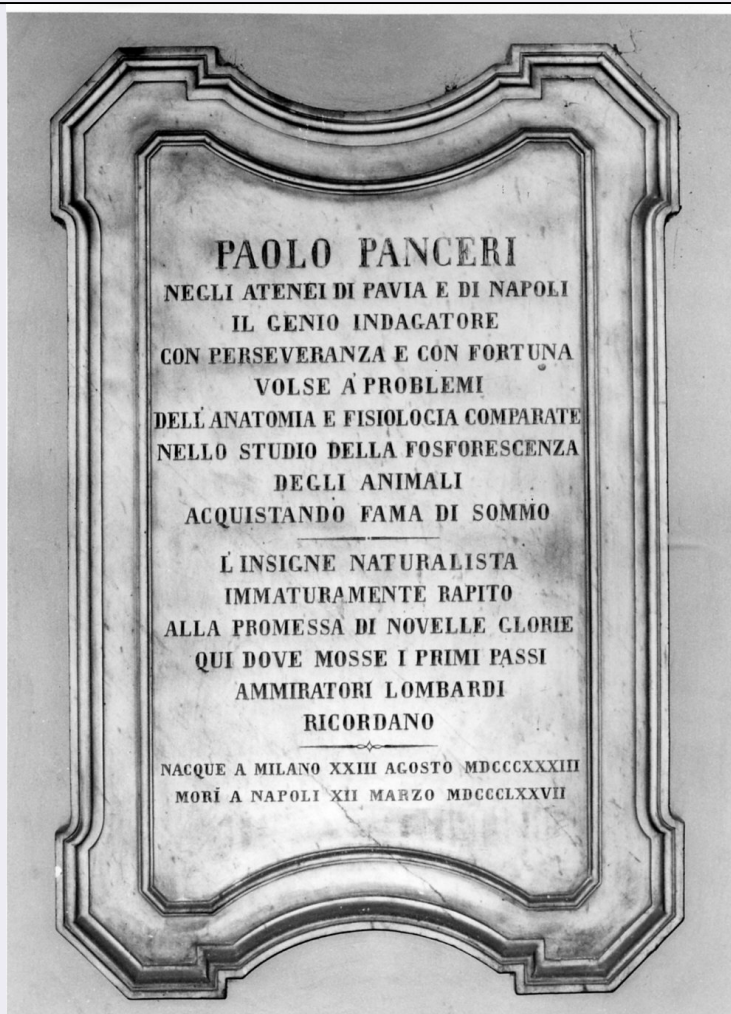 PAOLO PANCERI
NEGLI ATENEI DI PAVIA E DI NAPOLI
IL GENIO INDAGATORE
CON PERSEVERANZA E CON FORTUNA
VOLSE A' PROBLEMI
DELL'ANATOMIA E FISIOLOGIA COMPARATE
NELLO STUDIO DELLA FOSFORESCENZA
DEGLI ANIMALI
ACQUISTANDO FAMA DI SOMMO
L'INSIGNE NATURALISTA
IMMATURAMENTE RAPITO
ALLA PROMESSA DI NOVELLE GLORIE
QUI DOVE MOSSE I PRIMI PASSI
AMMIRATORI LOMBARDI
RICORDANO
NACQUE A MILANO XXIII AGOSTO MDCCCXXXIII
MORÌ A NAPOLI XII MARZO MDCCCLXXVII